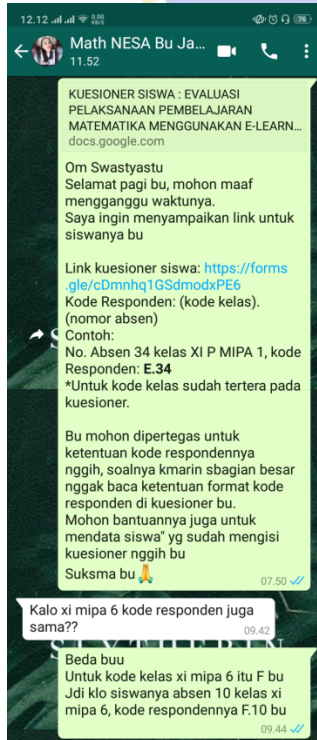 12.12
0.00
KB/S
76
Math NESA Bu Ja...
11.52
KUESIONER SISWA : EVALUASI
PELAKSANAAN PEMBELAJARAN
MATEMATIKA MENGGUNAKAN E-LEARN...
docs.google.com
Om Swastyastu
Selamat pagi bu, mohon maaf
mengganggu waktunya.
Saya ingin menyampaikan link untuk
siswanya bu
Link kuesioner siswa: https://forms
.gle/cDmnhq1GSdmodxPE6
Kode Responden: (kode kelas).
(nomor absen)
Contoh:
No. Absen 34 kelas XI P MIPA 1, kode
Responden: E.34
*Untuk kode kelas sudah tertera pada
kuesioner.
Bu mohon dipertegas untuk
ketentuan kode respondennya
nggih, soalnya kmarin sbagian besar
nggak baca ketentuan format kode
responden di kuesioner bu.
Mohon bantuannya juga untuk
mendata siswa" yg sudah mengisi
kuesioner nggih bu
Suksma bu 🙏
07.50
Kalo xi mipa 6 kode responden juga
sama??
09.42
Beda buu
Untuk kode kelas xi mipa 6 itu F bu
Jdi klo siswanya absen 10 kelas xi
mipa 6, kode respondennya F.10 bu
09.44